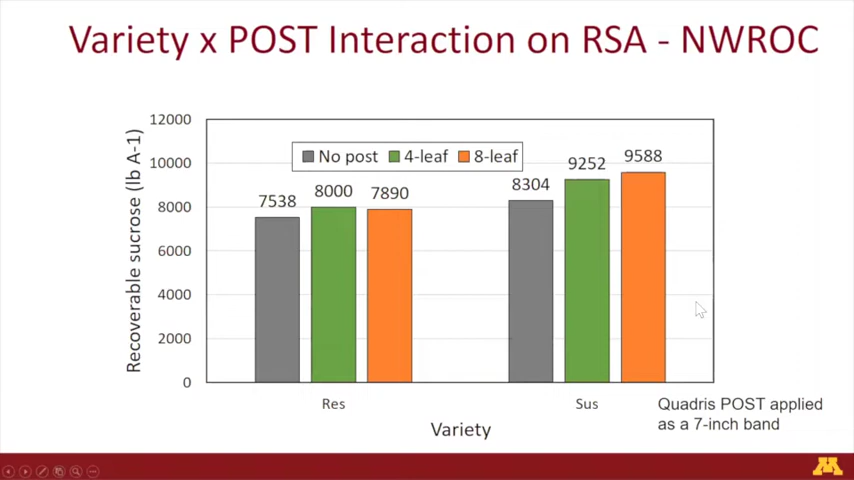 Variety x POST Interaction on RSA - NWROC
12000
10000
8000
6000
4000
2000
0
Recoverable sucrose (lb A-1)
No post 4-leaf 8-leaf
7538
8000
7890
8304
9252
9588
Res
Sus
Variety
Quadris POST applied
as a 7-inch band
M